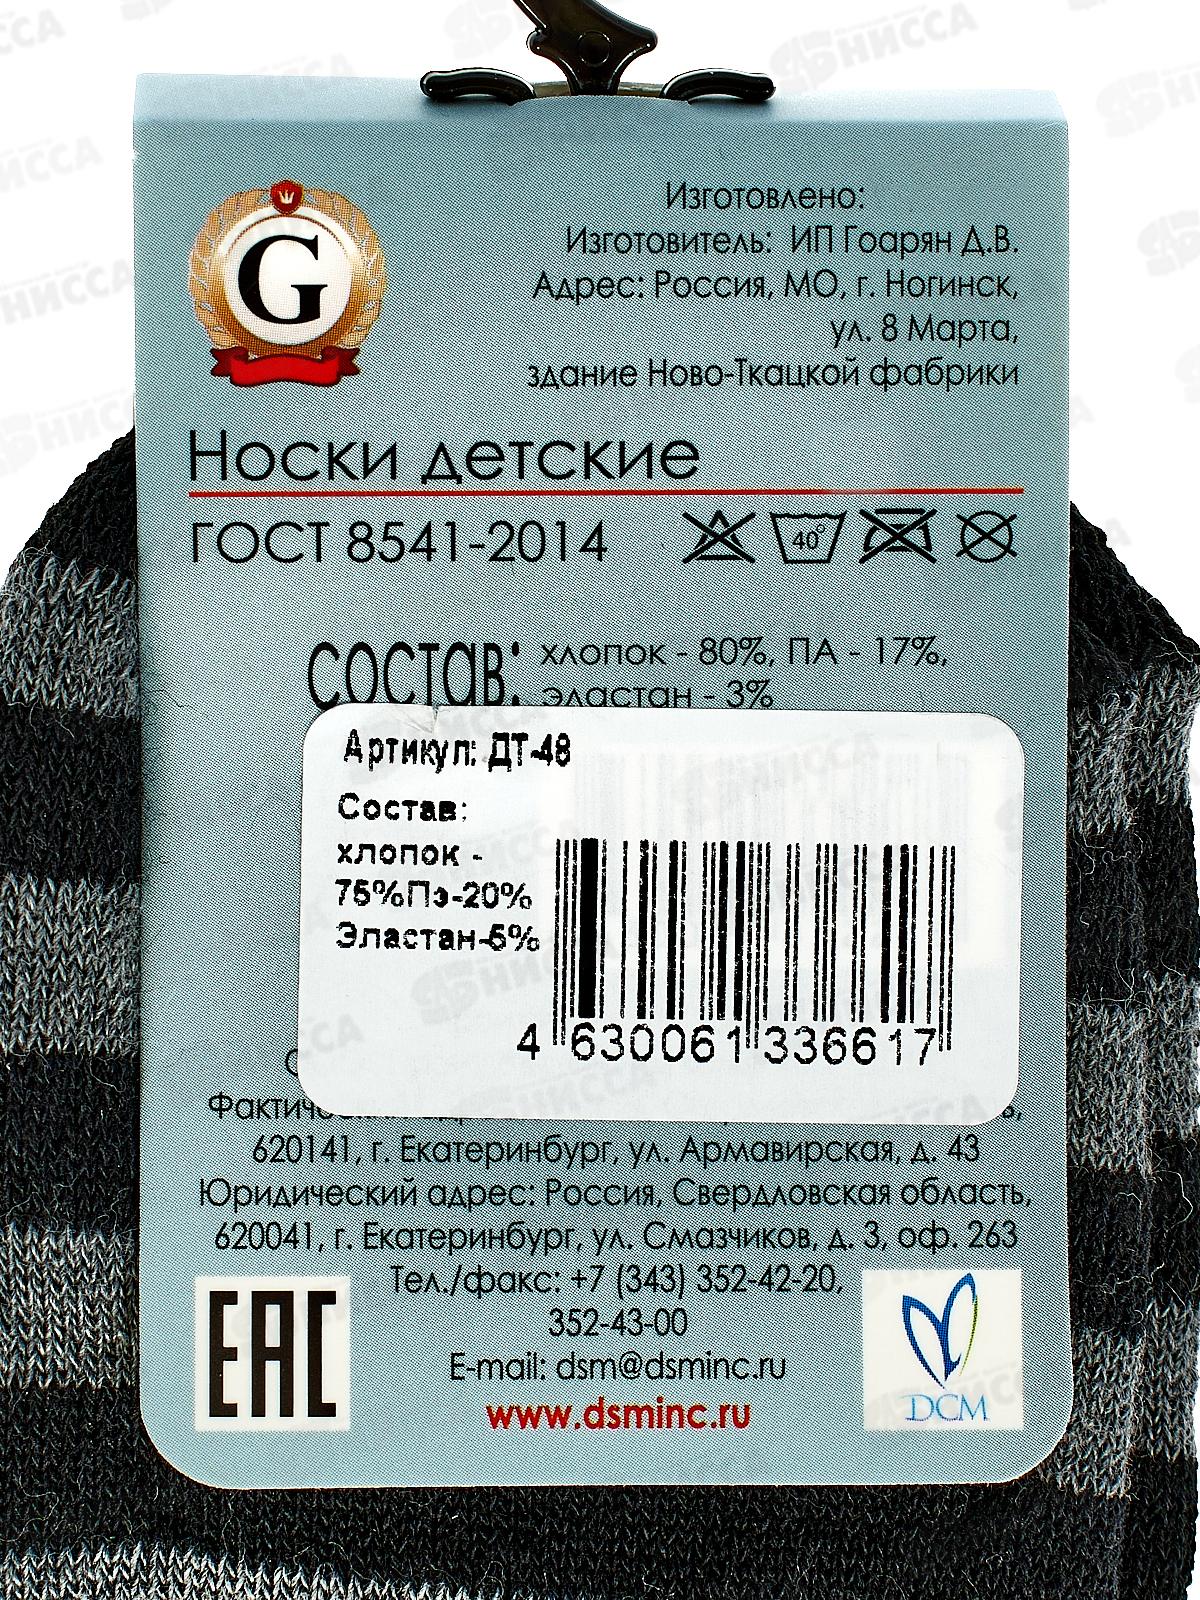 G
Изготовлено:
Изготовитель: ИП Гоарян Д.В.
Адрес: Россия, МО, г. Ногинск,
ул. 8 Марта,
здание Ново-Ткацкой фабрики
Носки детские
ГОСТ 8541-2014
40°
состав: хлопок - 80%, ПА - 17%,
эластан - 3%
Артикул: ДТ-48
Состав:
хлопок -
75%Пэ-20%
Эластан-5%
4 630061 336617
620141, г. Екатеринбург, ул. Армавирская, д. 43
Юридический адрес: Россия, Свердловская область,
620041, г. Екатеринбург, ул. Смазчиков, д. 3, оф. 263
Тел./факс: +7 (343) 352-42-20,
352-43-00
E-mail: dsm@dsminc.ru
www.dsminc.ru
EAC
DCM
НИССА